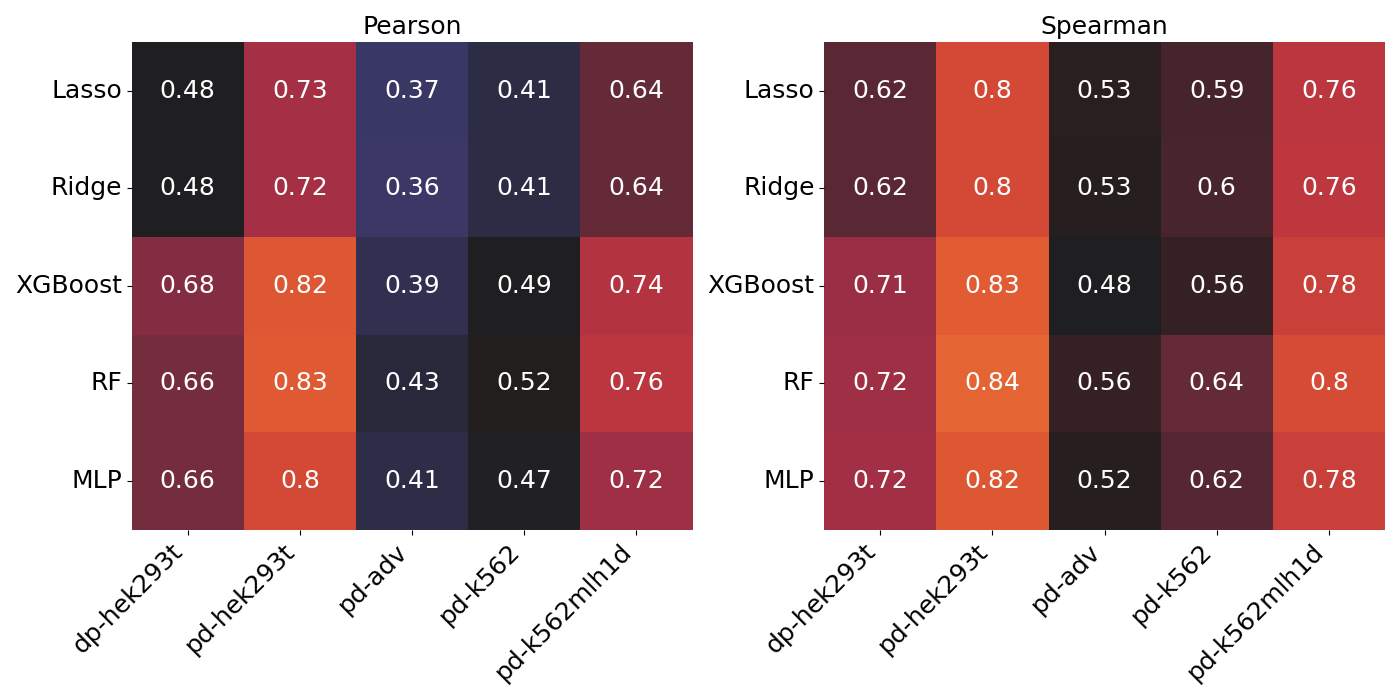 Pearson
Lasso 0.48 0.73 0.37 0.41 0.64
Ridge 0.48 0.72 0.36 0.41 0.64
XGBoost 0.68 0.82 0.39 0.49 0.74
RF 0.66 0.83 0.43 0.52 0.76
MLP 0.66 0.8 0.41 0.47 0.72
dp-hek293t pd-hek293t pd-adv pd-k562 pd-k562mlh1d
Spearman
Lasso 0.62 0.8 0.53 0.59 0.76
Ridge 0.62 0.8 0.53 0.6 0.76
XGBoost 0.71 0.83 0.48 0.56 0.78
RF 0.72 0.84 0.56 0.64 0.8
MLP 0.72 0.82 0.52 0.62 0.78
dp-hek293t pd-hek293t pd-adv pd-k562 pd-k562mlh1d